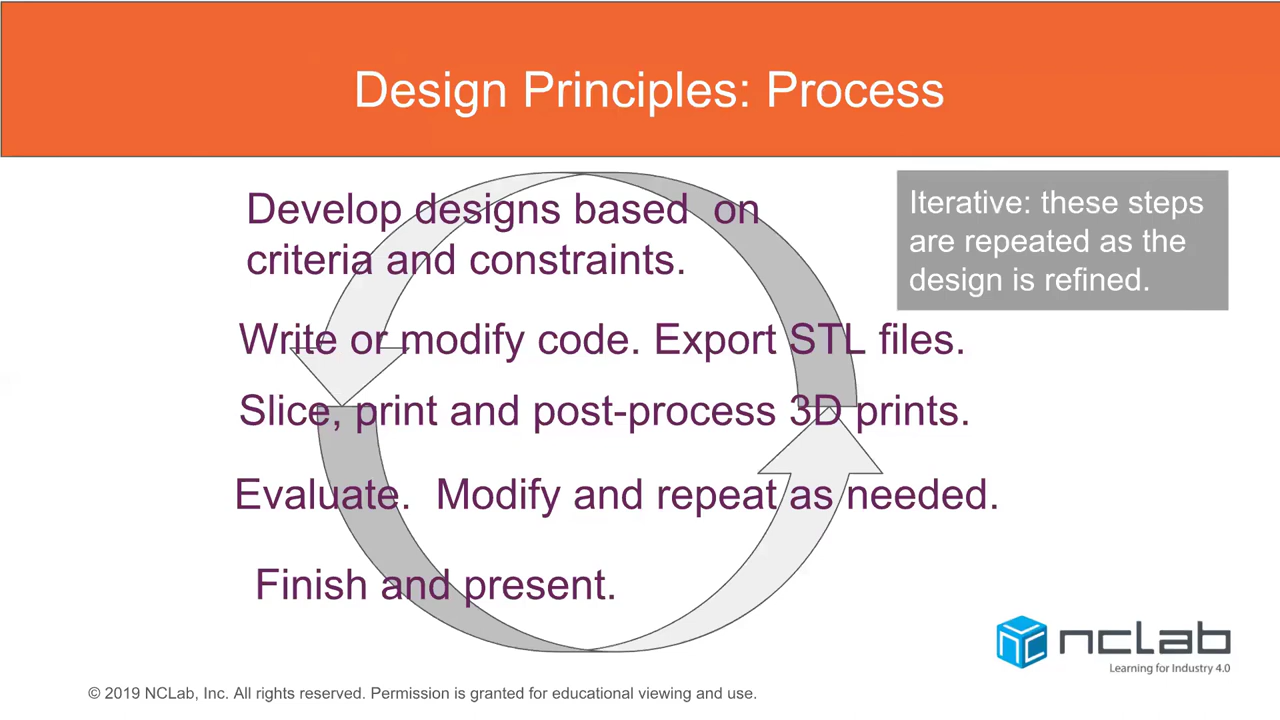 Design Principles: Process
Develop designs based  on
criteria and constraints.
Iterative: these steps
are repeated as the
design is refined.
Write or modify code. Export STL files.
Slice, print and post-process 3D prints.
Evaluate.  Modify and repeat as needed.
Finish and present.
nclab
Learning for Industry 4.0
© 2019 NCLab, Inc. All rights reserved. Permission is granted for educational viewing and use.